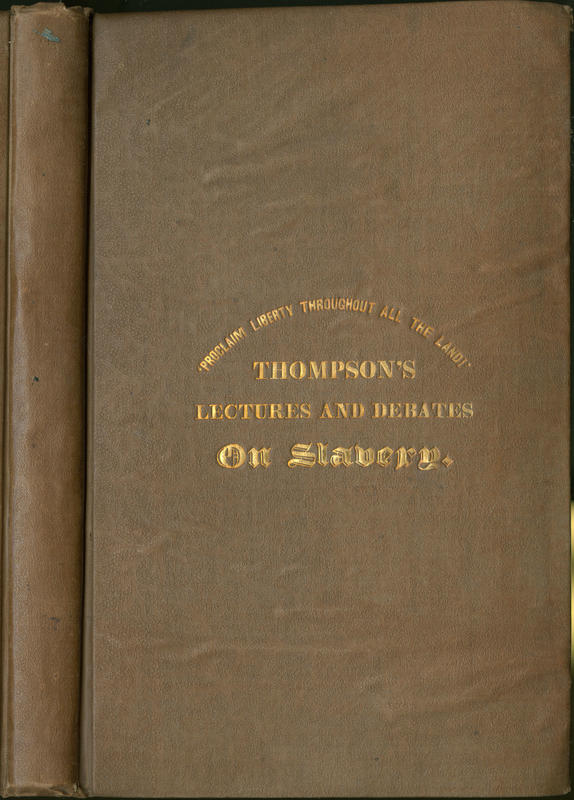 'PROCLAIM LIBERTY THROUGHOUT ALL THE LAND!'
THOMPSON'S
LECTURES AND DEBATES
On Slavery.